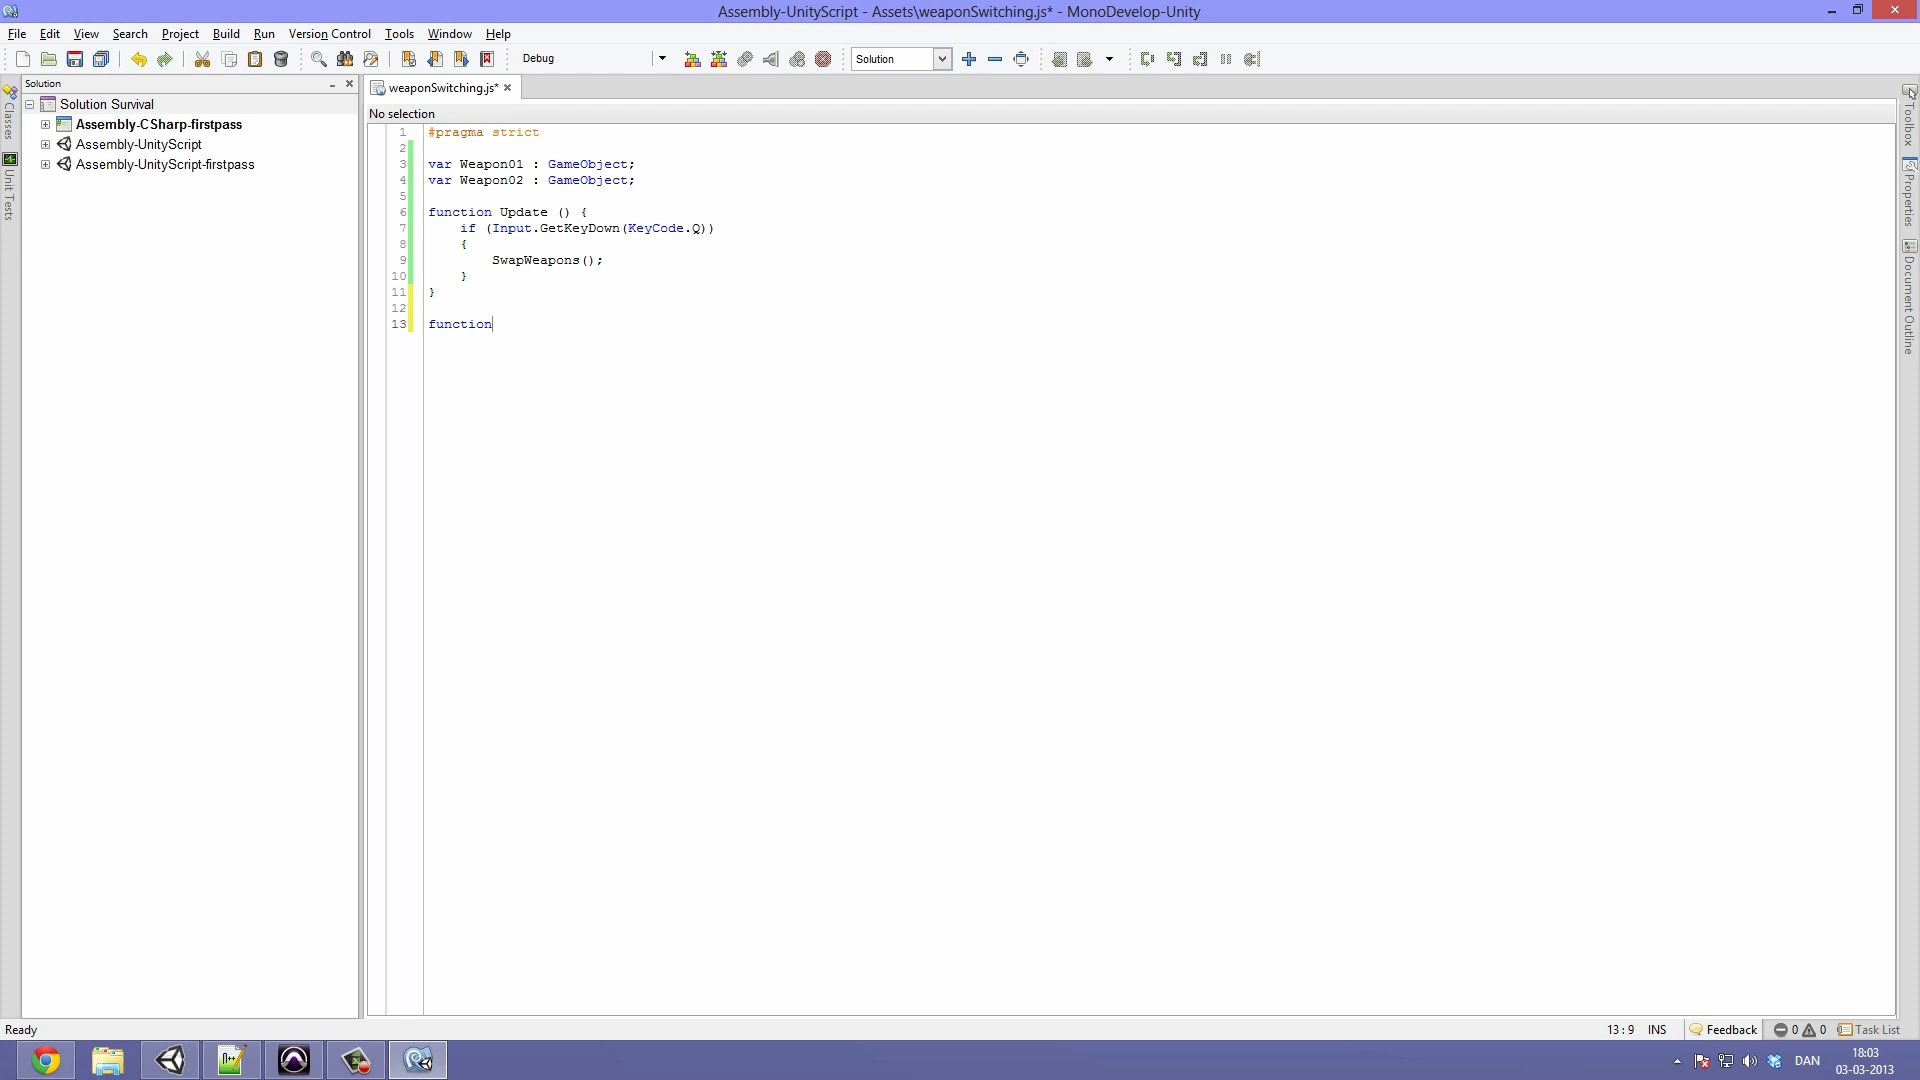 Assembly-UnityScript - Assets\weaponSwitching.js* - MonoDevelop-Unity
File Edit View Search Project Build Run Version Control Tools Window Help
Debug
Solution
Solution
weaponSwitching.js*
Classes
Unit Tests
Solution Survival
Assembly-CSharp-firstpass
Assembly-UnityScript
Assembly-UnityScript-firstpass
No selection
1 #pragma strict
2
3 var Weapon01 : GameObject;
4 var Weapon02 : GameObject;
5
6 function Update () {
7 if (Input.GetKeyDown(KeyCode.Q))
8 {
9 SwapWeapons();
10 }
11 }
12
13 function
Toolbox
Properties
Document Outline
Ready
13 : 9 INS Feedback 0 0 Task List
DAN
18:03
03-03-2013